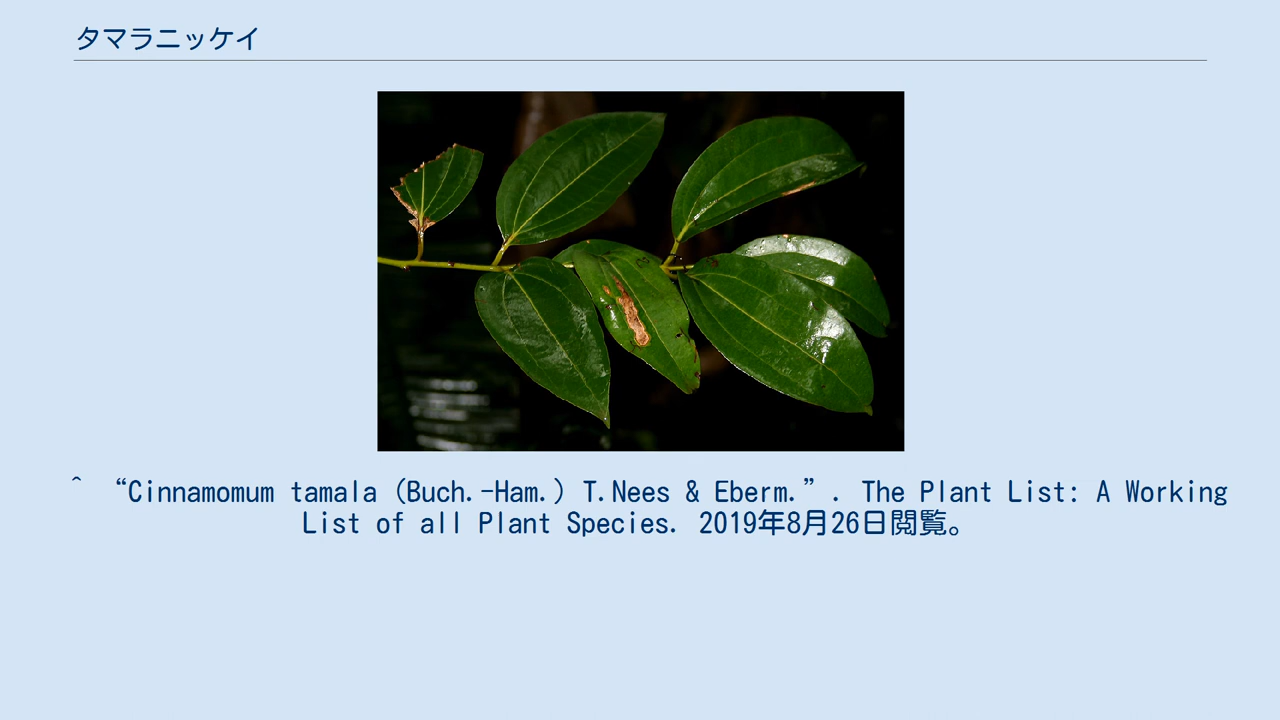 タマラニッケイ
^ “Cinnamomum tamala (Buch.-Ham.) T.Nees & Eberm.”. The Plant List: A Working
List of all Plant Species. 2019年8月26日閲覧。